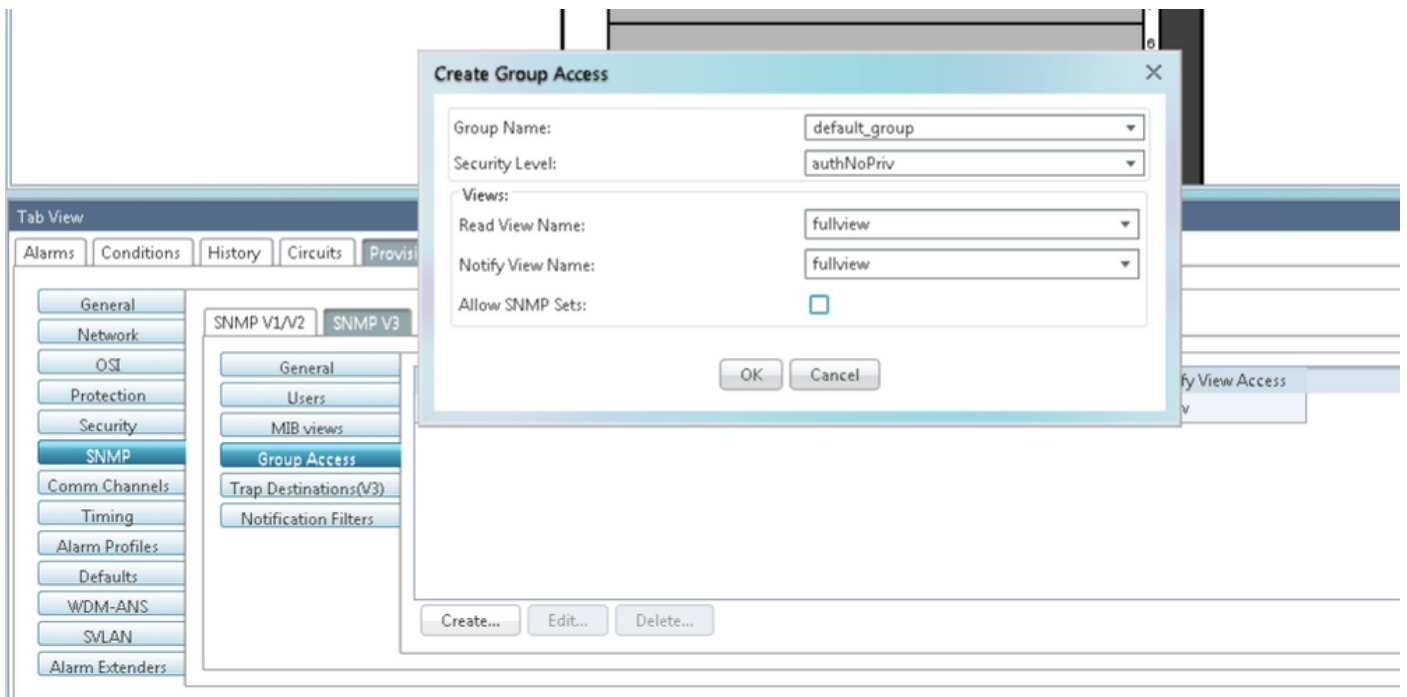 6
Create Group Access
Group Name: default_group
Security Level: authNoPriv
Views:
Read View Name: fullview
Notify View Name: fullview
Allow SNMP Sets:
OK Cancel
Tab View
Alarms Conditions History Circuits
General
Network
OSI
Protection
Security
SNMP
Comm Channels
Timing
Alarm Profiles
Defaults
WDM-ANS
SVLAN
Alarm Extenders
SNMP V1/V2 SNMP V3
General
Users
MIB views
Group Access
Trap Destinations(V3)
Notification Filters
View Access
Create... Edit... Delete...